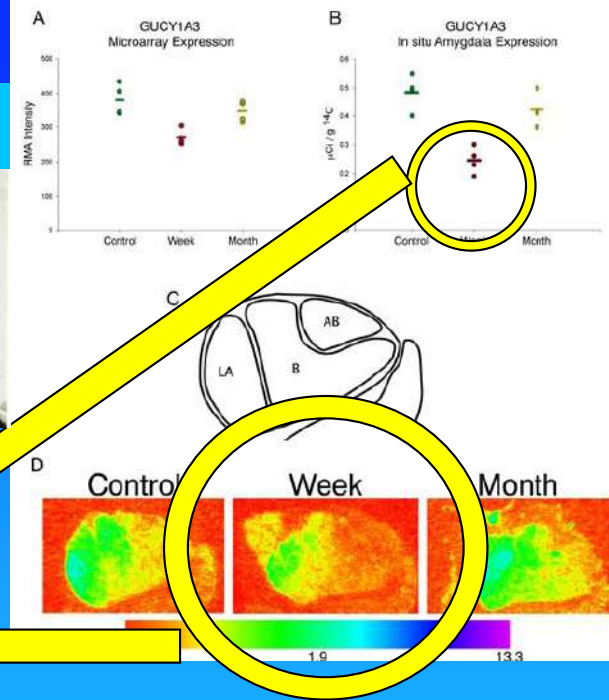 A
GUCY1A3
Microarray Expression
RMA Intensity
500
400
300
200
100
0
Control
Week
Month
B
GUCY1A3
In situ Amygdala Expression
µCi / g ¹⁴C
0.6
0.5
0.4
0.3
0.2
Control
Month
C
LA
B
AB
D
Control
Week
Month
1.9
13.3